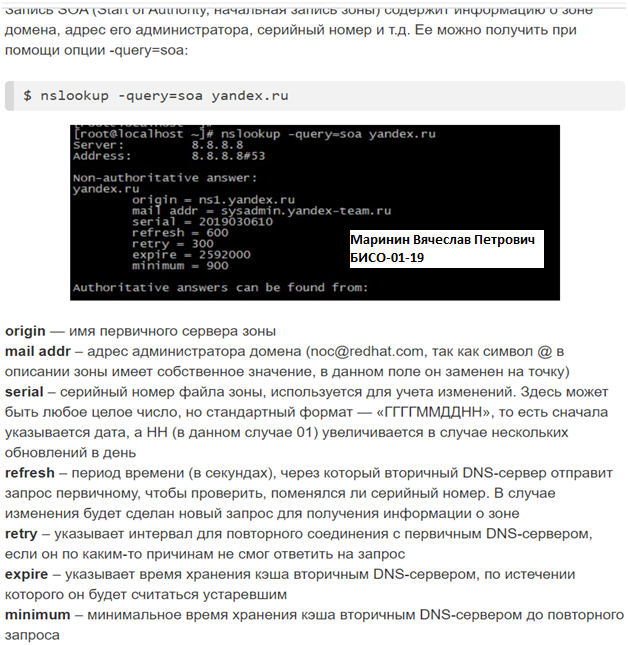 Запись SOA (Start of Authority, начальная запись зоны) содержит информацию о зоне
домена, адрес его администратора, серийный номер и т.д. Ее можно получить при
помощи опции -query=soa:
$ nslookup -query=soa yandex.ru
[root@localhost ~]# nslookup -query=soa yandex.ru
Server: 8.8.8.8
Address: 8.8.8.8#53
Non-authoritative answer:
yandex.ru
origin = ns1.yandex.ru
mail addr = sysadmin.yandex-team.ru
serial = 2019030610
refresh = 600
retry = 300
expire = 2592000
minimum = 900
Маринин Вячеслав Петрович
БИСО-01-19
Authoritative answers can be found from:
origin — имя первичного сервера зоны
mail addr – адрес администратора домена (noc@redhat.com, так как символ @ в
описании зоны имеет собственное значение, в данном поле он заменен на точку)
serial – серийный номер файла зоны, используется для учета изменений. Здесь может
быть любое целое число, но стандартный формат — «ГГГГММДДНН», то есть сначала
указывается дата, а НН (в данном случае 01) увеличивается в случае нескольких
обновлений в день
refresh – период времени (в секундах), через который вторичный DNS-сервер отправит
запрос первичному, чтобы проверить, поменялся ли серийный номер. В случае
изменения будет сделан новый запрос для получения информации о зоне
retry – указывает интервал для повторного соединения с первичным DNS-сервером,
если он по каким-то причинам не смог ответить на запрос
expire – указывает время хранения кэша вторичным DNS-сервером, по истечении
которого он будет считаться устаревшим
minimum – минимальное время хранения кэша вторичным DNS-сервером до повторного
запроса